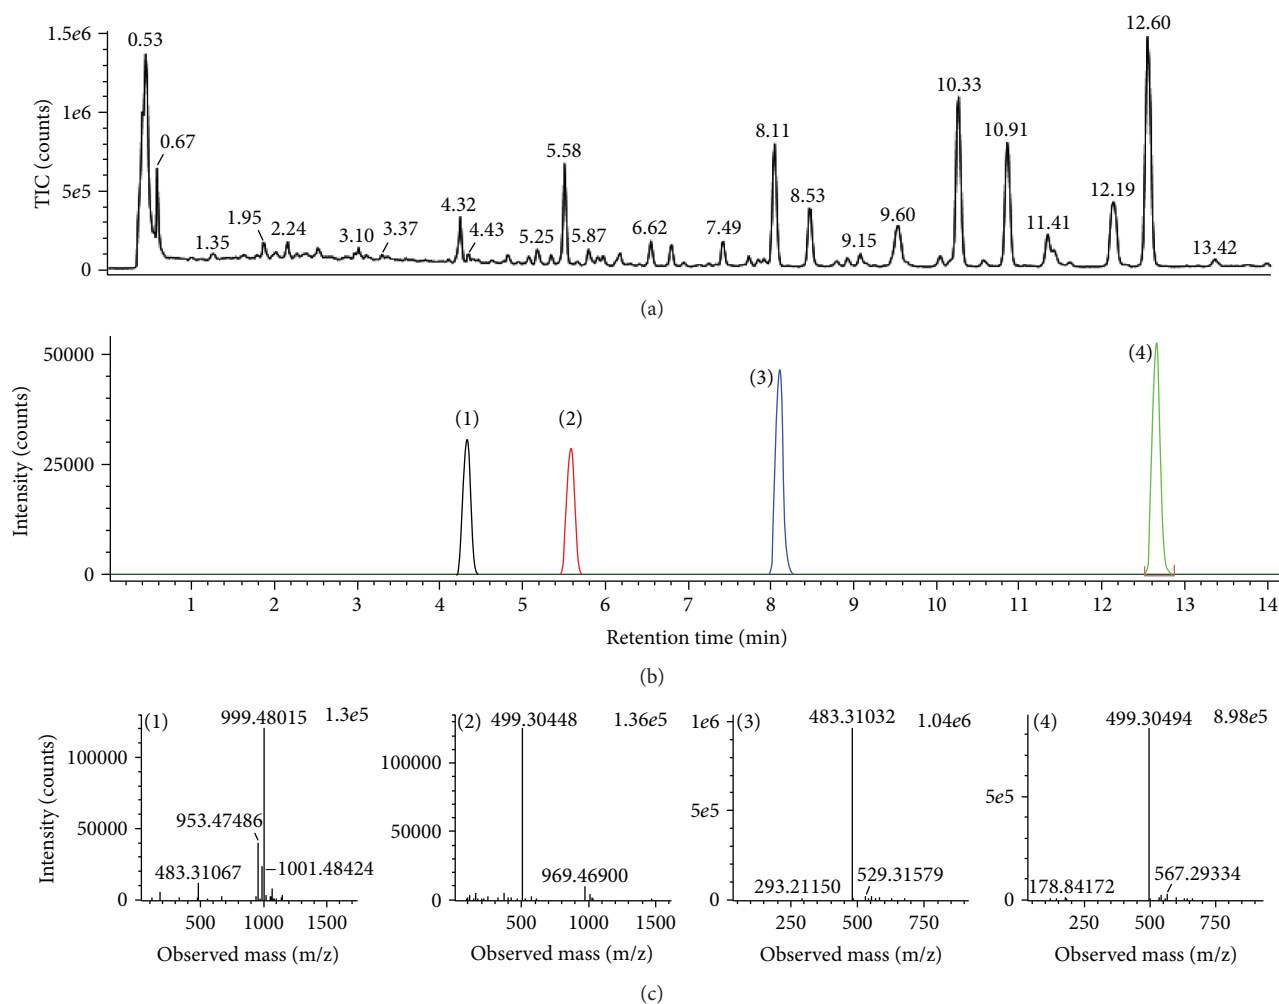 TIC (counts)
1.5e6
1e6
5e5
0
0.53
0.67
1.35
1.95
2.24
3.10
3.37
4.32
4.43
5.25
5.58
5.87
6.62
7.49
8.11
8.53
9.15
9.60
10.33
10.91
11.41
12.19
12.60
13.42
(a)
Intensity (counts)
50000
25000
0
(1)
(2)
(3)
(4)
1 2 3 4 5 6 7 8 9 10 11 12 13 14
Retention time (min)
(b)
Intensity (counts)
(1)
999.48015
1.3e5
100000
50000
0
953.47486
1001.48424
483.31067
500 1000 1500
Observed mass (m/z)
(2)
499.30448
1.36e5
100000
50000
0
969.46900
0 500 1000 1500
Observed mass (m/z)
1e6
(3)
483.31032
1.04e6
5e5
0
293.21150
529.31579
250 500 750
Observed mass (m/z)
(4)
499.30494
8.98e5
5e5
0
178.84172
567.29334
250 500 750
Observed mass (m/z)
(c)